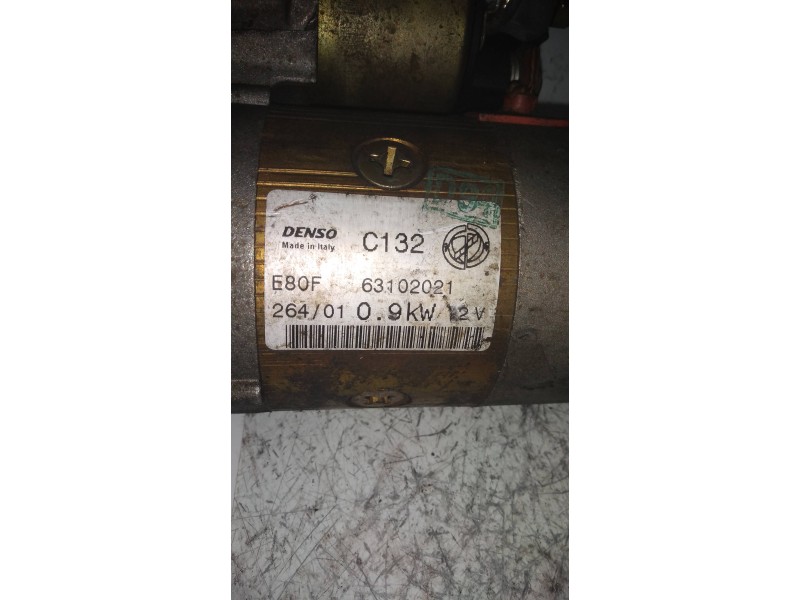 DENSO
Made in Italy
C132
E80F 63102021
264/01 0.9kW 12V